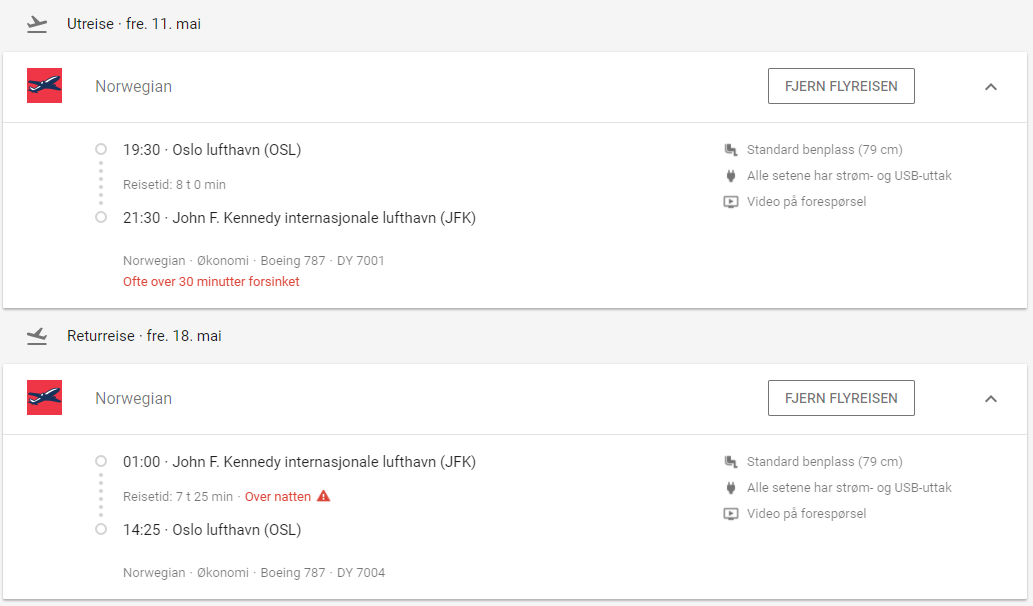 Utreise · fre. 11. mai
Norwegian
FJERN FLYREISEN
19:30 · Oslo lufthavn (OSL)
Reisetid: 8 t 0 min
21:30 · John F. Kennedy internasjonale lufthavn (JFK)
Norwegian · Økonomi · Boeing 787 · DY 7001
Ofte over 30 minutter forsinket
Standard benplass (79 cm)
Alle setene har strøm- og USB-uttak
Video på forespørsel
Returreise · fre. 18. mai
Norwegian
FJERN FLYREISEN
01:00 · John F. Kennedy internasjonale lufthavn (JFK)
Reisetid: 7 t 25 min · Over natten
14:25 · Oslo lufthavn (OSL)
Norwegian · Økonomi · Boeing 787 · DY 7004
Standard benplass (79 cm)
Alle setene har strøm- og USB-uttak
Video på forespørsel